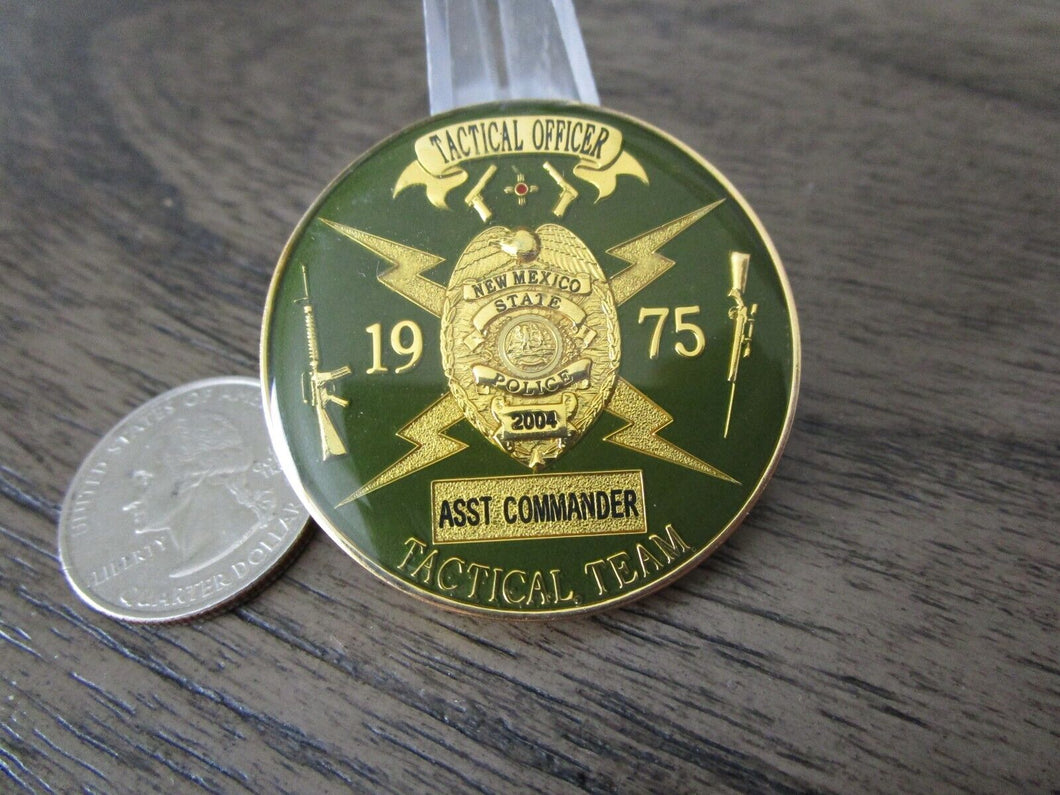 TACTICAL OFFICER
NEW MEXICO
STATE
19 75
POLICE
2004
ASST COMMANDER
TACTICAL TEAM
UNITED STATES OF AMERICA
LIBERTY
QUARTER DOLLAR